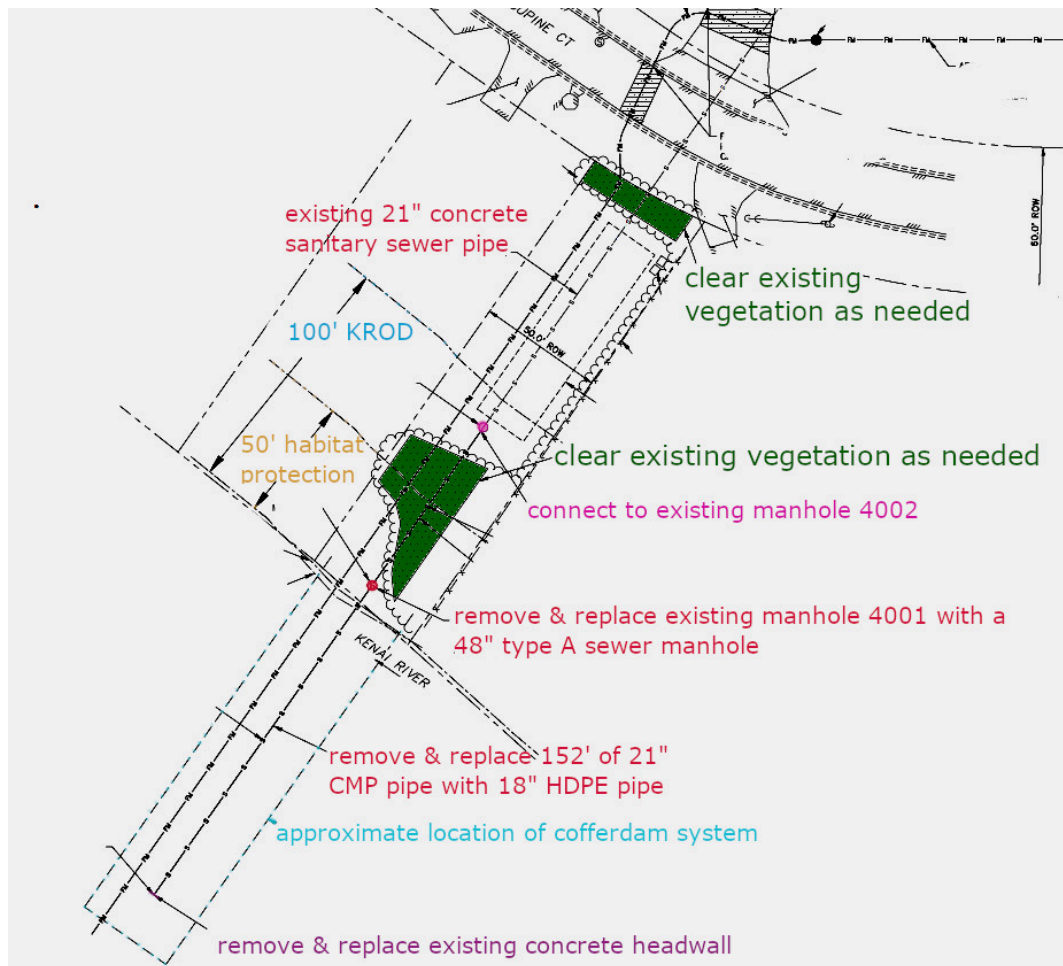 UPINE CT
60.0' ROW
existing 21" concrete
sanitary sewer pipe
clear existing
vegetation as needed
100' KROD
50.0' ROW
50' habitat
protection
clear existing vegetation as needed
connect to existing manhole 4002
remove & replace existing manhole 4001 with a
48" type A sewer manhole
KENAI RIVER
remove & replace 152' of 21"
CMP pipe with 18" HDPE pipe
approximate location of cofferdam system
remove & replace existing concrete headwall